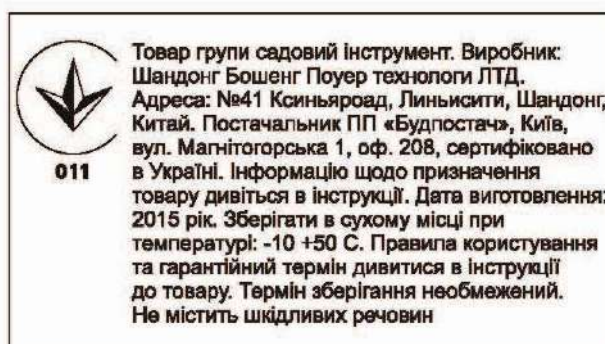 Товар групи садовий інструмент. Виробник:
Шандонг Бошенг Поуер технологи ЛТД.
Адреса: №41 Ксиньяроад, Линьисити, Шандонг,
Китай. Постачальник ПП «Будпостач», Київ,
вул. Магнітогорська 1, оф. 208, сертифіковано
в Україні. Інформацію щодо призначення
товару дивіться в інструкції. Дата виготовлення:
2015 рік. Зберігати в сухому місці при
температурі: -10 +50 С. Правила користування
та гарантійний термін дивитися в інструкції
до товару. Термін зберігання необмежений.
Не містить шкідливих речовин
011